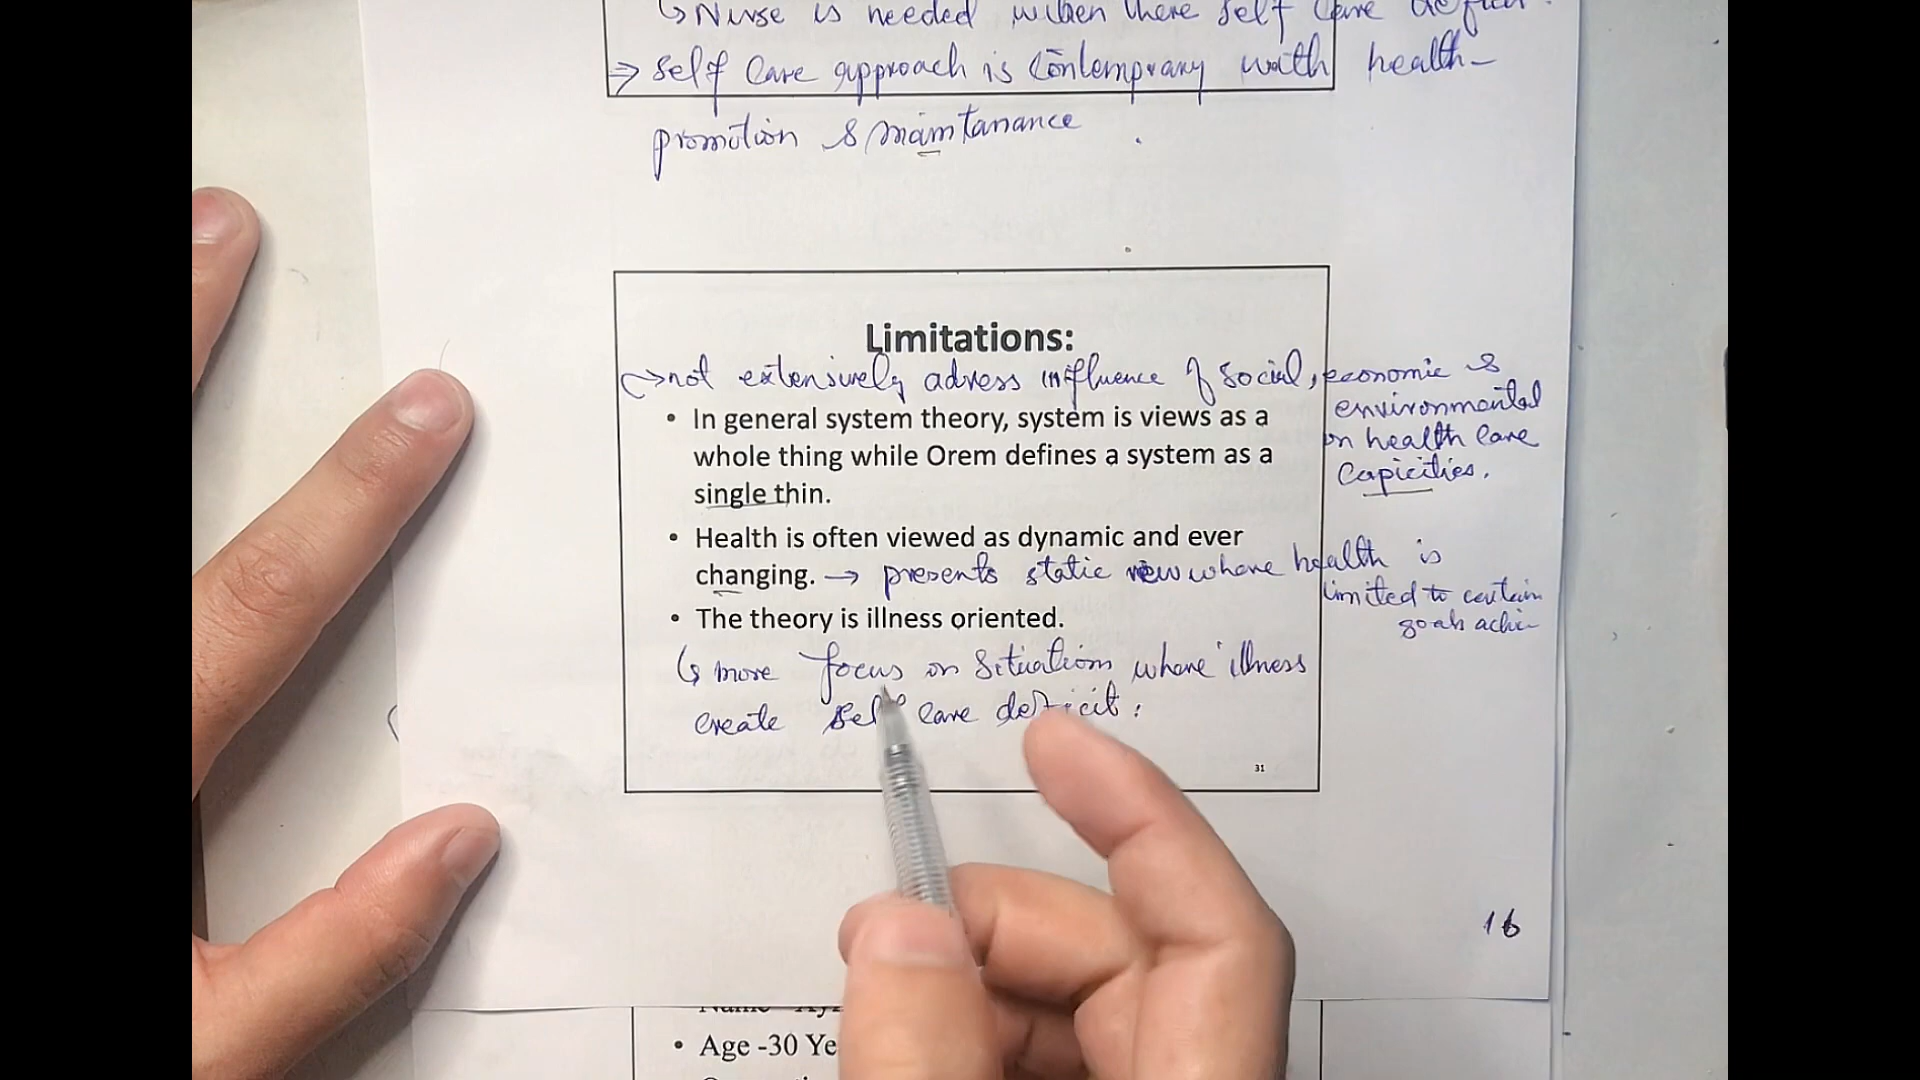 ↳ Nurse is needed when there self care deficit.
⇒ Self Care approach is contemprary with health-
promotion & maintanance
Limitations:
↪ not extensively adress influence of social, economic &
environmental
on health care
Capicities.
• In general system theory, system is views as a
whole thing while Orem defines a system as a
single thin.
• Health is often viewed as dynamic and ever
changing. → presents static view where health is
limited to certain
goals achi-
• The theory is illness oriented.
↳ more focus on situations where illness
create self care deficit.
31
16
• Age -30 Ye